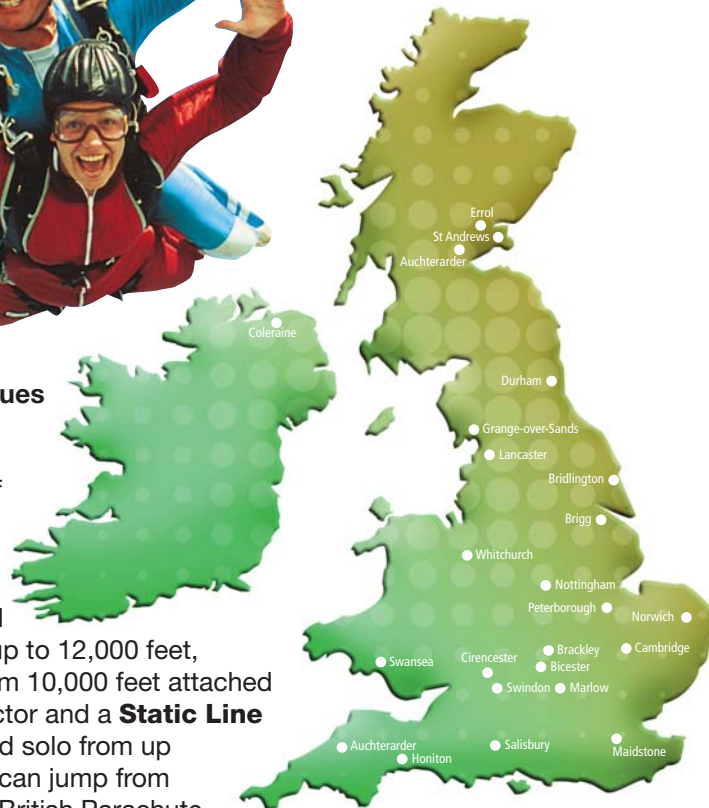 Errol
St Andrews
Auchterarder
Coleraine
Durham
Grange-over-Sands
Lancaster
Bridlington
Brigg
Whitchurch
Nottingham
Peterborough
Norwich
Brackley
Cambridge
Cirencester
Bicester
Swansea
Swindon
Marlow
Auchterarder
Salisbury
Honiton
Maidstone
ues
up to 12,000 feet,
m 10,000 feet attached
ctor and a Static Line
d solo from up
can jump from
British Parachute